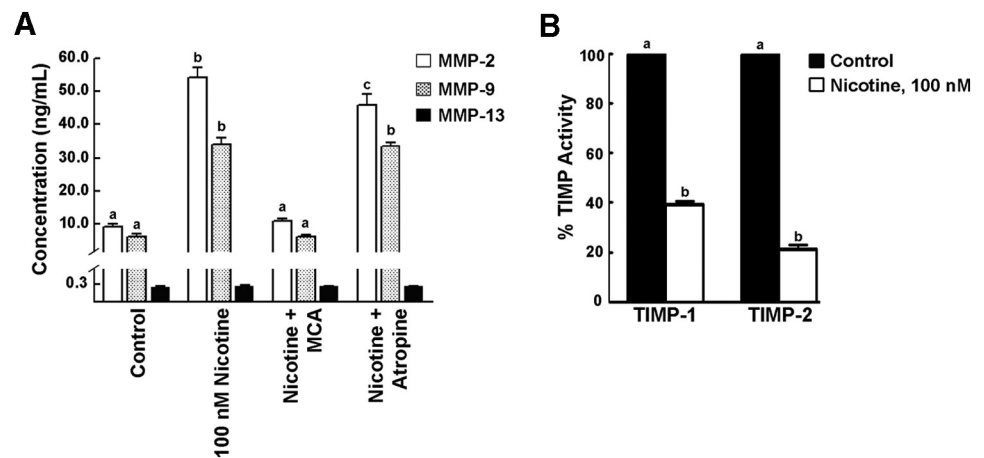 A
Concentration (ng/mL)
60.0
50.0
40.0
30.0
20.0
10.0
0.3
a
a
b
b
a
a
c
b
MMP-2
MMP-9
MMP-13
Control
100 nM Nicotine
Nicotine +
MCA
Nicotine +
Atropine
B
% TIMP Activity
100
80
60
40
20
0
a
b
a
b
Control
Nicotine, 100 nM
TIMP-1
TIMP-2